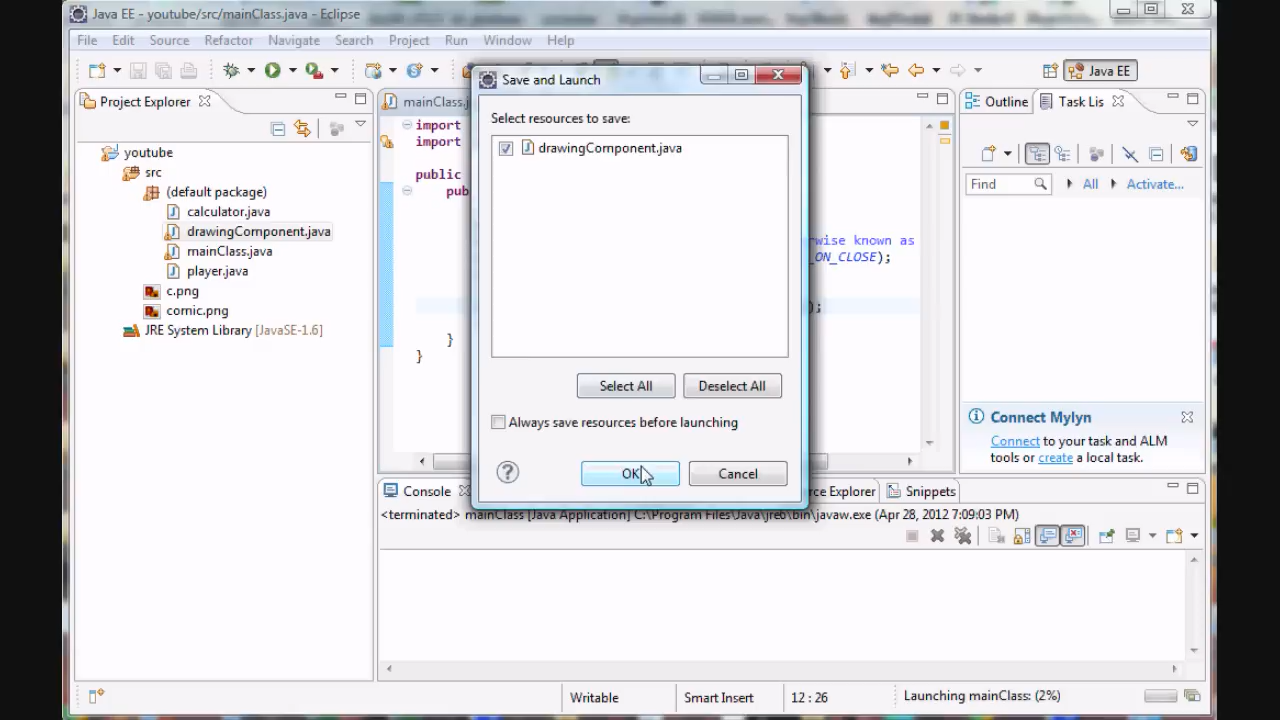 Java EE - youtube/src/mainClass.java - Eclipse
File Edit Source Refactor Navigate Search Project Run Window Help
Java EE
Project Explorer
youtube
src
(default package)
calculator.java
drawingComponent.java
mainClass.java
player.java
c.png
comic.png
JRE System Library [JavaSE-1.6]
mainClass.j
import
import
public
pub
rwise known as
_ON_CLOSE);
);
}
}
Save and Launch
Select resources to save:
drawingComponent.java
Select All Deselect All
Always save resources before launching
OK Cancel
Outline Task Lis
Find All Activate...
Connect Mylyn
Connect to your task and ALM
tools or create a local task.
Console rce Explorer Snippets
<terminated> mainClass [Java Application] C:\Program Files\Java\jre6\bin\javaw.exe (Apr 28, 2012 7:09:03 PM)
Writable Smart Insert 12 : 26 Launching mainClass: (2%)